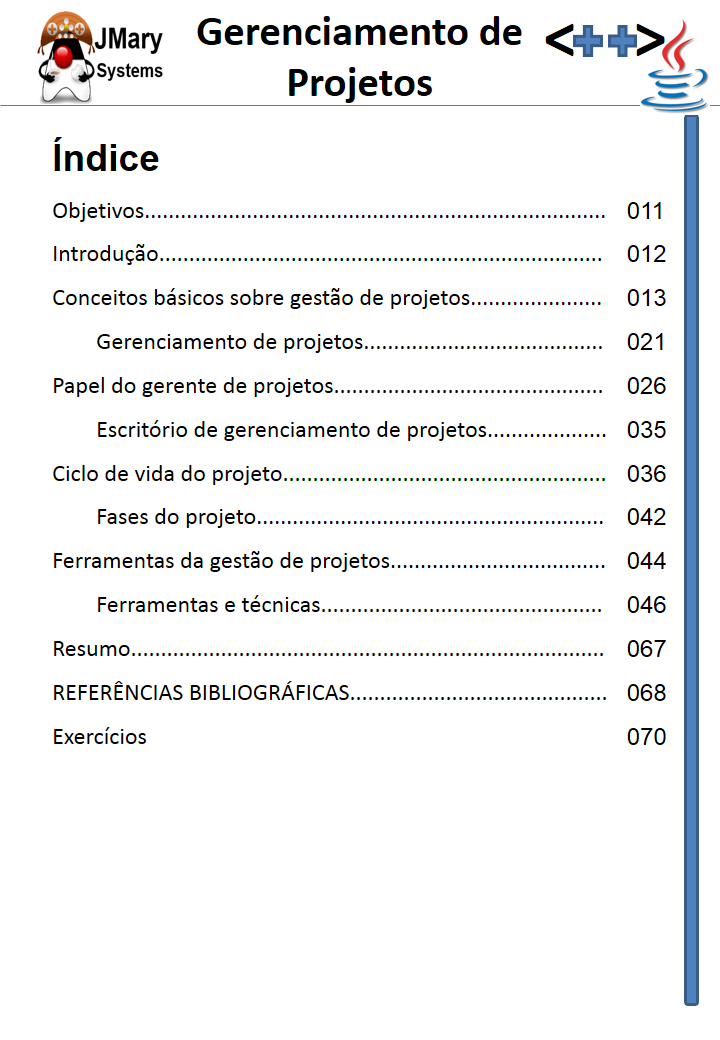 JMary
Systems
Gerenciamento de
Projetos
<++>
Índice
Objetivos............................................................................. 011
Introdução.......................................................................... 012
Conceitos básicos sobre gestão de projetos...................... 013
Gerenciamento de projetos........................................ 021
Papel do gerente de projetos............................................. 026
Escritório de gerenciamento de projetos.................... 035
Ciclo de vida do projeto...................................................... 036
Fases do projeto.......................................................... 042
Ferramentas da gestão de projetos.................................... 044
Ferramentas e técnicas............................................... 046
Resumo............................................................................... 067
REFERÊNCIAS BIBLIOGRÁFICAS........................................... 068
Exercícios 070